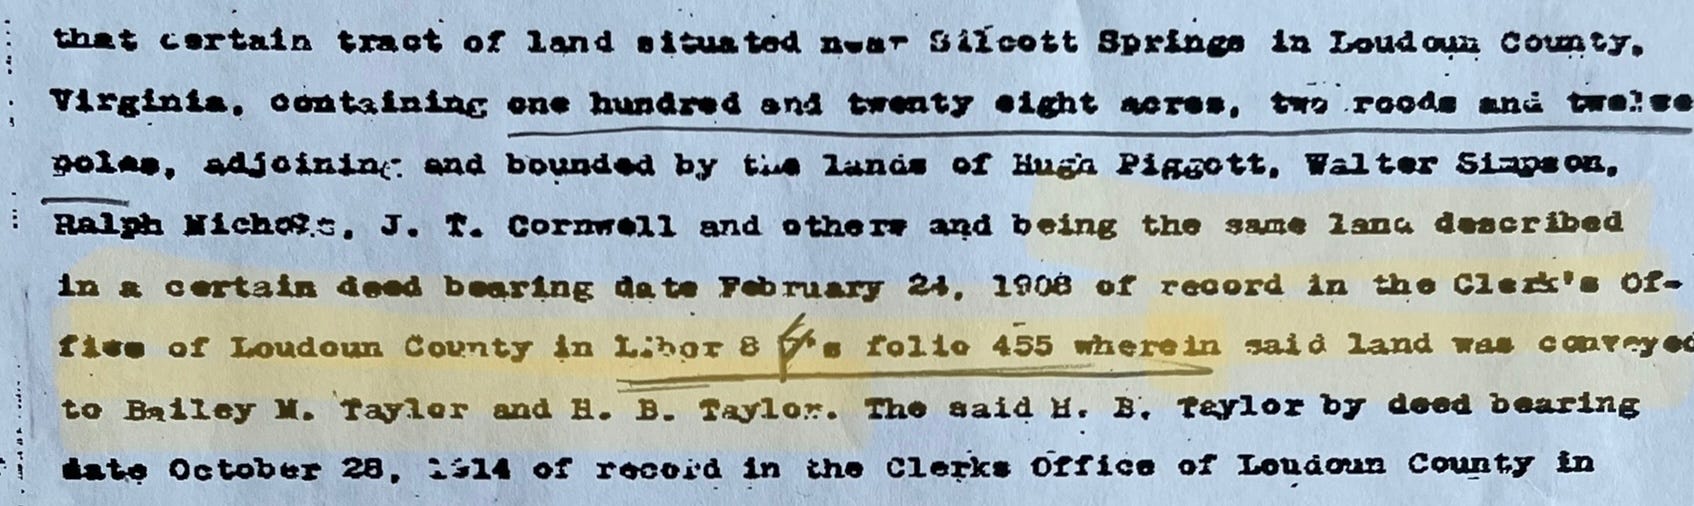 that certain tract of land situated near Silcott Springs in Loudoun County,
Virginia, containing one hundred and twenty eight acres, two roods and twelve
poles, adjoining and bounded by the lands of Hugh Piggott, Walter Simpson,
Ralph Nichols, J. T. Cornwell and others and being the same land described
in a certain deed bearing date February 24, 1908 of record in the Clerk's Of-
fice of Loudoun County in Liber 8 folio 455 wherein said land was conveyed
to Bailey M. Taylor and H. B. Taylor. The said H. B. Taylor by deed bearing
date October 28, 1914 of record in the Clerks Office of Loudoun County in